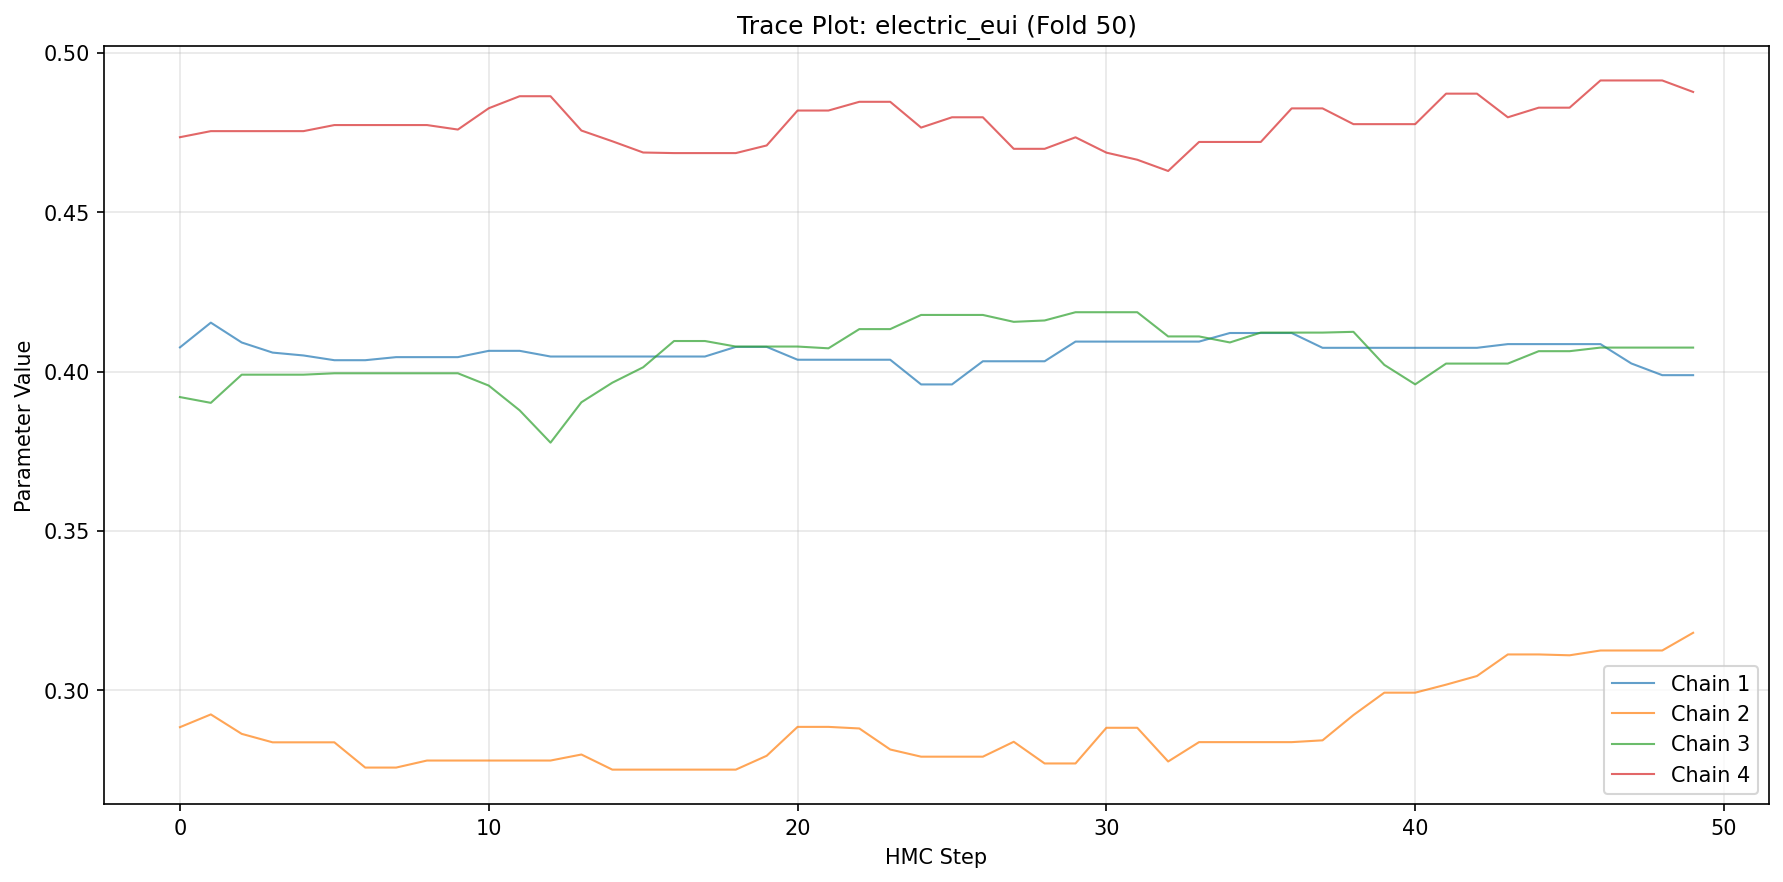 Trace Plot: electric_eui (Fold 50)
0.50
0.45
0.40
0.35
0.30
Parameter Value
Chain 1
Chain 2
Chain 3
Chain 4
0 10 20 30 40 50
HMC Step